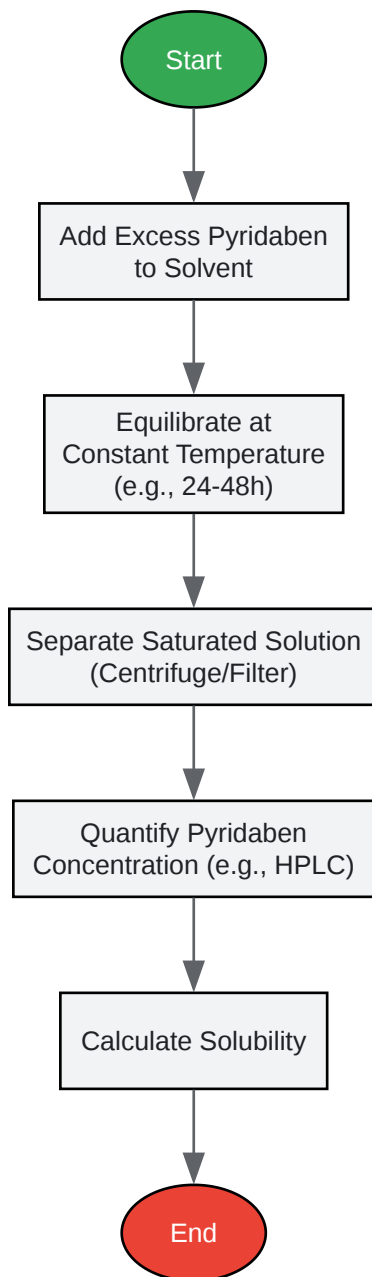 Start
Add Excess Pyridaben
to Solvent
Equilibrate at
Constant Temperature
(e.g., 24-48h)
Separate Saturated Solution
(Centrifuge/Filter)
Quantify Pyridaben
Concentration (e.g., HPLC)
Calculate Solubility
End